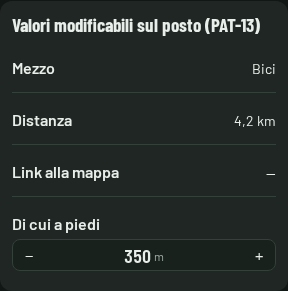 Valori modificabili sul posto (PAT-13)
Mezzo
Bici
Distanza
4,2 km
Link alla mappa
—
Di cui a piedi
− 350 m +